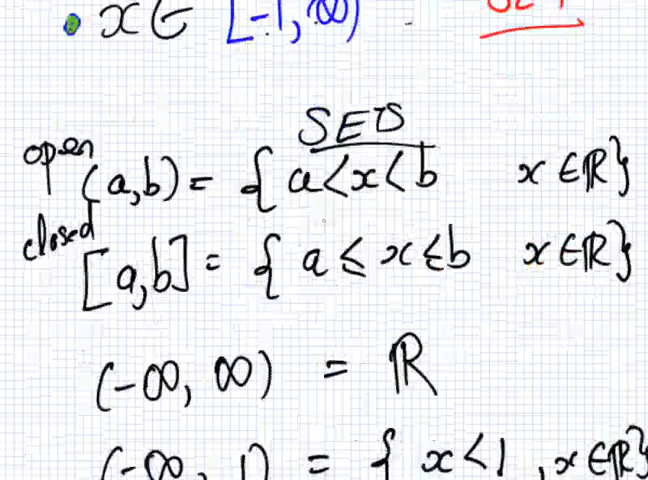 x ∈ [-1, ∞)
SETS
open
(a,b) = { a<x<b x ∈ ℝ}
closed
[a,b] = { a ≤ x ≤ b x ∈ ℝ}
(-∞, ∞) = ℝ
(-∞, 1) = { x<1 , x ∈ ℝ}